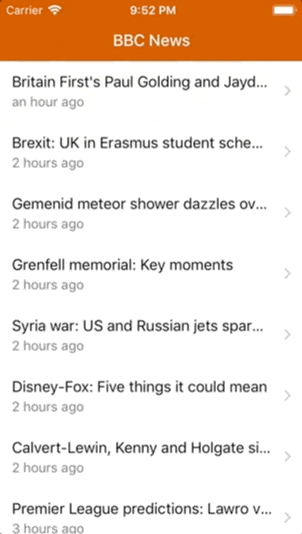 Carrier 9:52 PM
BBC News
Britain First's Paul Golding and Jayd...
an hour ago
Brexit: UK in Erasmus student sche...
2 hours ago
Gemenid meteor shower dazzles ov...
2 hours ago
Grenfell memorial: Key moments
2 hours ago
Syria war: US and Russian jets spar...
2 hours ago
Disney-Fox: Five things it could mean
2 hours ago
Calvert-Lewin, Kenny and Holgate si...
2 hours ago
Premier League predictions: Lawro v...
3 hours ago